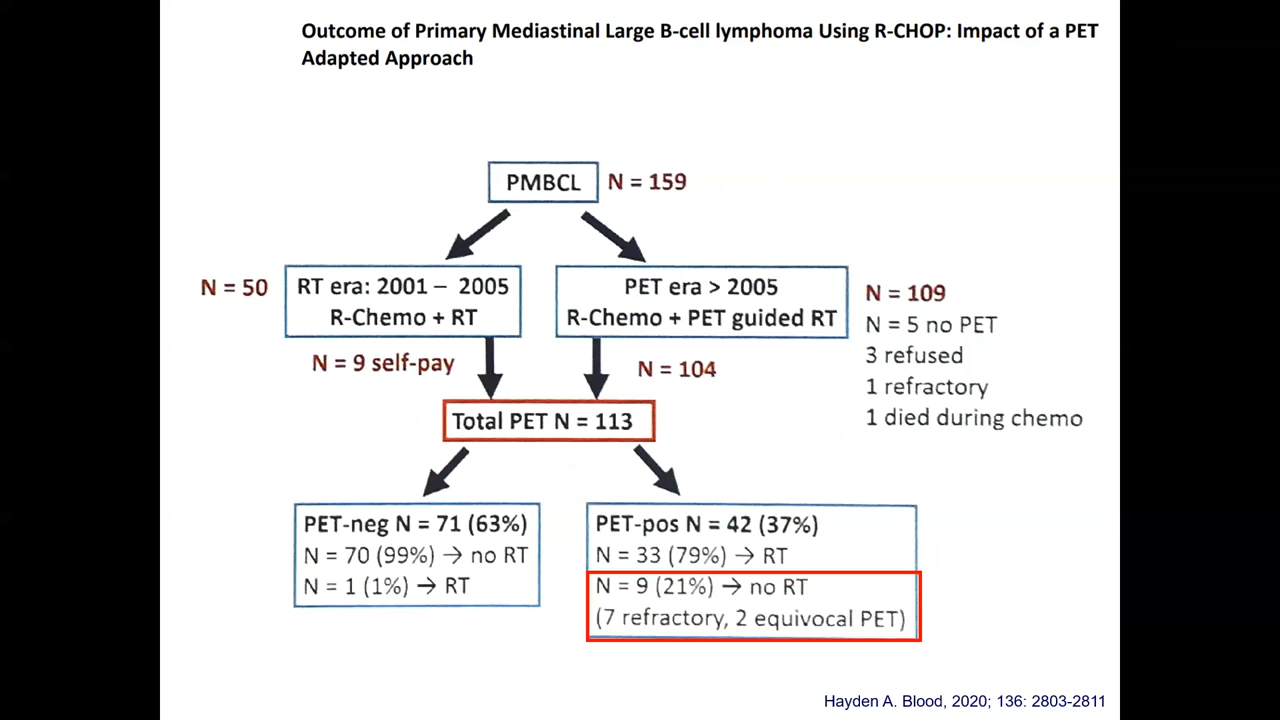 Outcome of Primary Mediastinal Large B-cell lymphoma Using R-CHOP: Impact of a PET
Adapted Approach
PMBCL
N = 159
N = 50
RT era: 2001 – 2005
R-Chemo + RT
PET era > 2005
R-Chemo + PET guided RT
N = 109
N = 5 no PET
3 refused
1 refractory
1 died during chemo
N = 9 self-pay
N = 104
Total PET N = 113
PET-neg N = 71 (63%)
N = 70 (99%) → no RT
N = 1 (1%) → RT
PET-pos N = 42 (37%)
N = 33 (79%) → RT
N = 9 (21%) → no RT
(7 refractory, 2 equivocal PET)
Hayden A. Blood, 2020; 136: 2803-2811